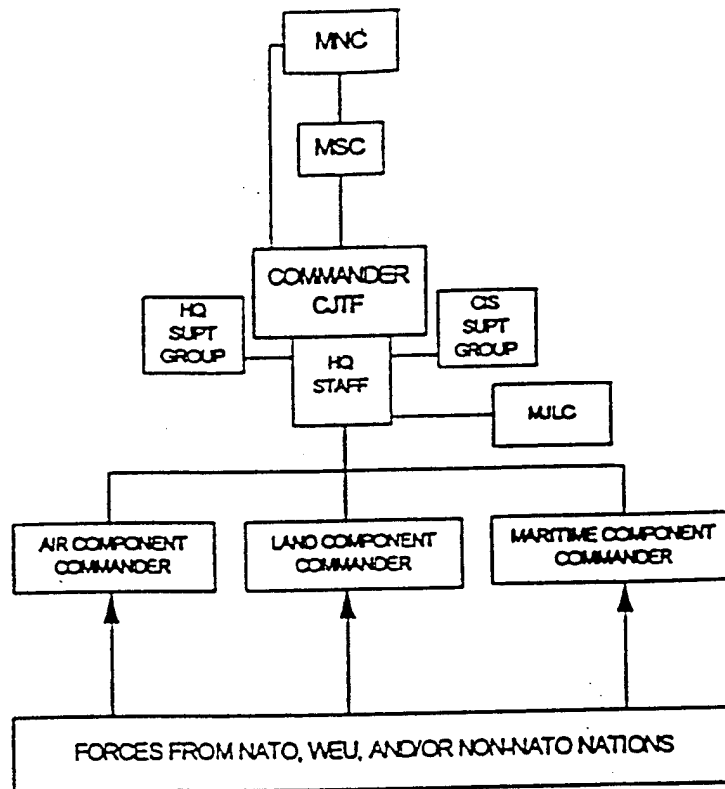 MNC
MSC
COMMANDER
CJTF
HQ
SUPT
GROUP
CIS
SUPT
GROUP
HQ
STAFF
MJLC
AIR COMPONENT
COMMANDER
LAND COMPONENT
COMMANDER
MARITIME COMPONENT
COMMANDER
FORCES FROM NATO, WEU, AND/OR NON-NATO NATIONS